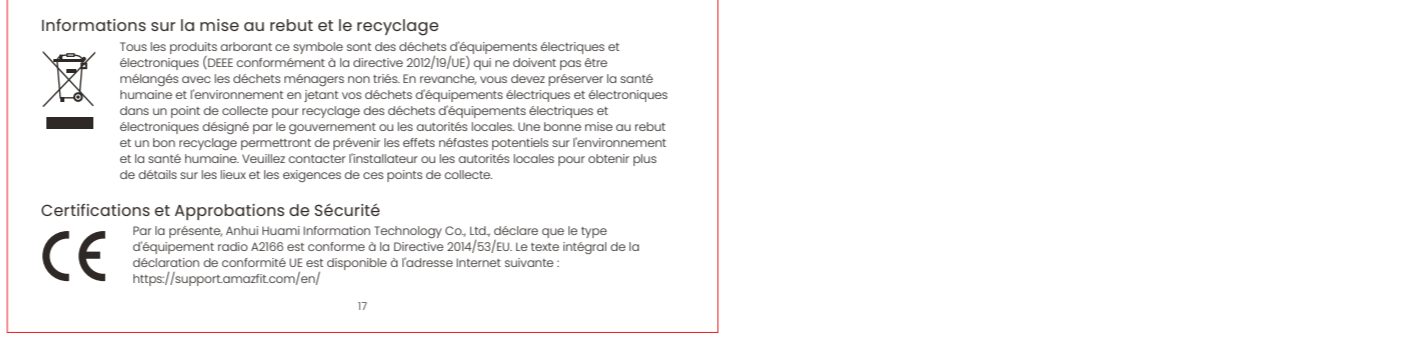 Informations sur la mise au rebut et le recyclage
Tous les produits arborant ce symbole sont des déchets d'équipements électriques et
électroniques (DEEE conformément à la directive 2012/19/UE) qui ne doivent pas être
mélangés avec les déchets ménagers non triés. En revanche, vous devez préserver la santé
humaine et l'environnement en jetant vos déchets d'équipements électriques et électroniques
dans un point de collecte pour recyclage des déchets d'équipements électriques et
électroniques désigné par le gouvernement ou les autorités locales. Une bonne mise au rebut
et un bon recyclage permettront de prévenir les effets néfastes potentiels sur l'environnement
et la santé humaine. Veuillez contacter l'installateur ou les autorités locales pour obtenir plus
de détails sur les lieux et les exigences de ces points de collecte.
Certifications et Approbations de Sécurité
CE
Par la présente, Anhui Huami Information Technology Co., Ltd., déclare que le type
d'équipement radio A2166 est conforme à la Directive 2014/53/EU. Le texte intégral de la
déclaration de conformité UE est disponible à l'adresse Internet suivante :
https://support.amazfit.com/en/
17